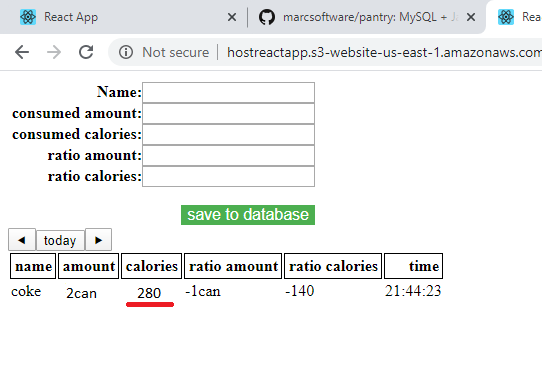 React App
marcsoftware/pantry: MySQL + J
Rea
Not secure | hostreactapp.s3-website-us-east-1.amazonaws.com
Name:
consumed amount:
consumed calories:
ratio amount:
ratio calories:
save to database
◄ today ►
name amount calories ratio amount ratio calories time
coke 2can 280 -1can -140 21:44:23